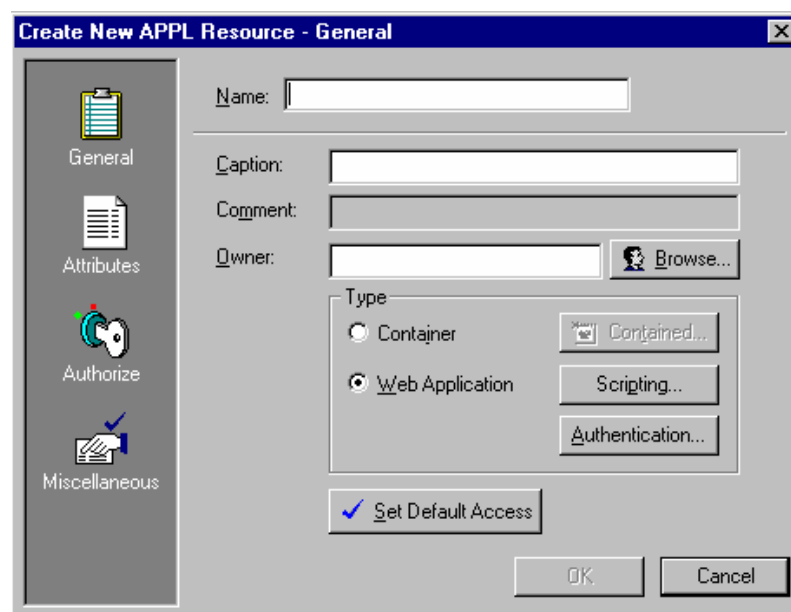 Create New APPL Resource - General
General
Attributes
Authorize
Miscellaneous
Name:
Caption:
Comment:
Owner:
Browse...
Type
Container
Contained...
Web Application
Scripting...
Authentication...
Set Default Access
OK
Cancel